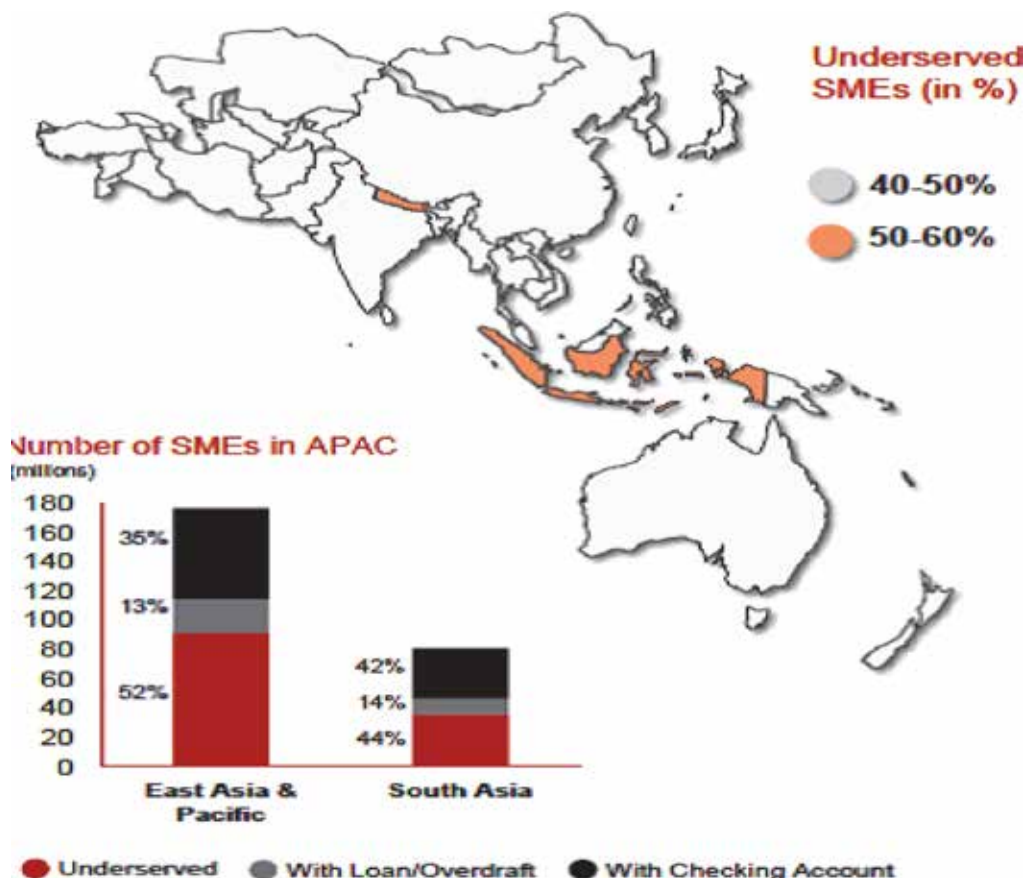 Underserved
SMEs (in %)
40-50%
50-60%
Number of SMEs in APAC
(millions)
180
160
140
120
100
80
60
40
20
0
35%
13%
52%
42%
14%
44%
East Asia &
Pacific
South Asia
Underserved
With Loan/Overdraft
With Checking Account